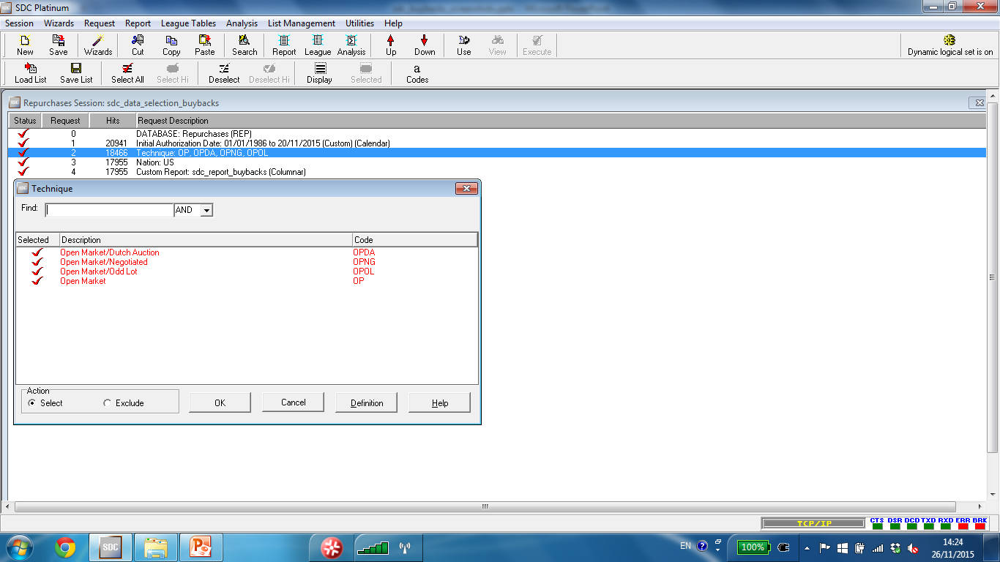 SDC Platinum
Session Wizards Request Report League Tables Analysis List Management Utilities Help
New Save Wizards Cut Copy Paste Search Report League Analysis Up Down Use View Execute Dynamic logical set is on
Load List Save List Select All Select Hi Deselect Deselect Hi Display Selected Codes
SDC Repurchases Session: sdc_data_selection_buybacks
Status Request Hits Request Description
0 DATABASE: Repurchases (REP)
1 20941 Initial Authorization Date: 01/01/1986 to 20/11/2015 (Custom) (Calendar)
2 18466 Technique: OP, OPDA, OPNG, OPOL
3 17955 Nation: US
4 17955 Custom Report: sdc_report_buybacks (Columnar)
SDC Technique
Find: AND
Selected Description Code
Open Market/Dutch Auction OPDA
Open Market/Negotiated OPNG
Open Market/Odd Lot OPOL
Open Market OP
Action
Select Exclude OK Cancel Definition Help
TCP/IP CTS DSR DCD TXD RXD ERR BRK
SDC EN 100% 14:24
26/11/2015